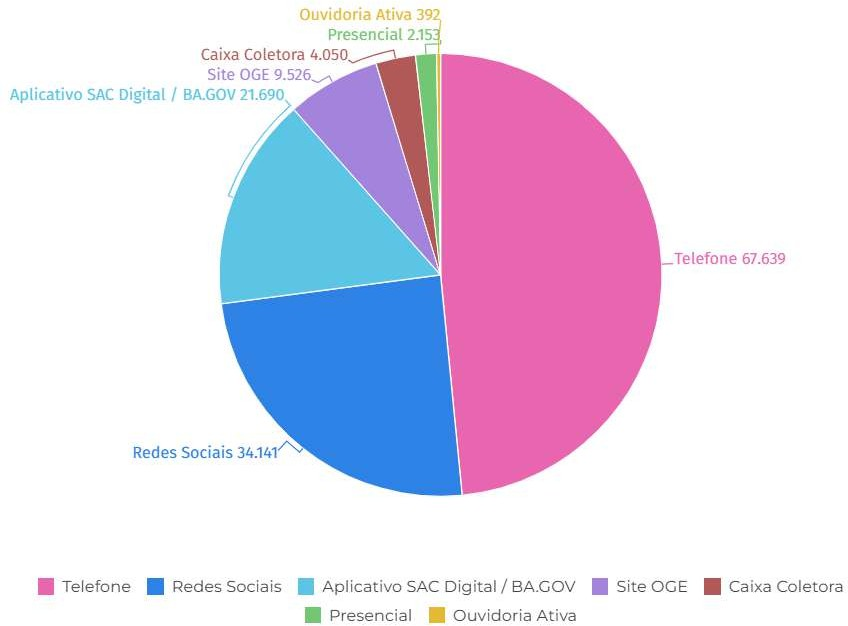 Ouvidoria Ativa 392
Presencial 2.153
Caixa Coletora 4.050
Site OGE 9.526
Aplicativo SAC Digital / BA.GOV 21.690
Telefone 67.639
Redes Sociais 34.141
Telefone Redes Sociais Aplicativo SAC Digital / BA.GOV Site OGE Caixa Coletora
Presencial Ouvidoria Ativa